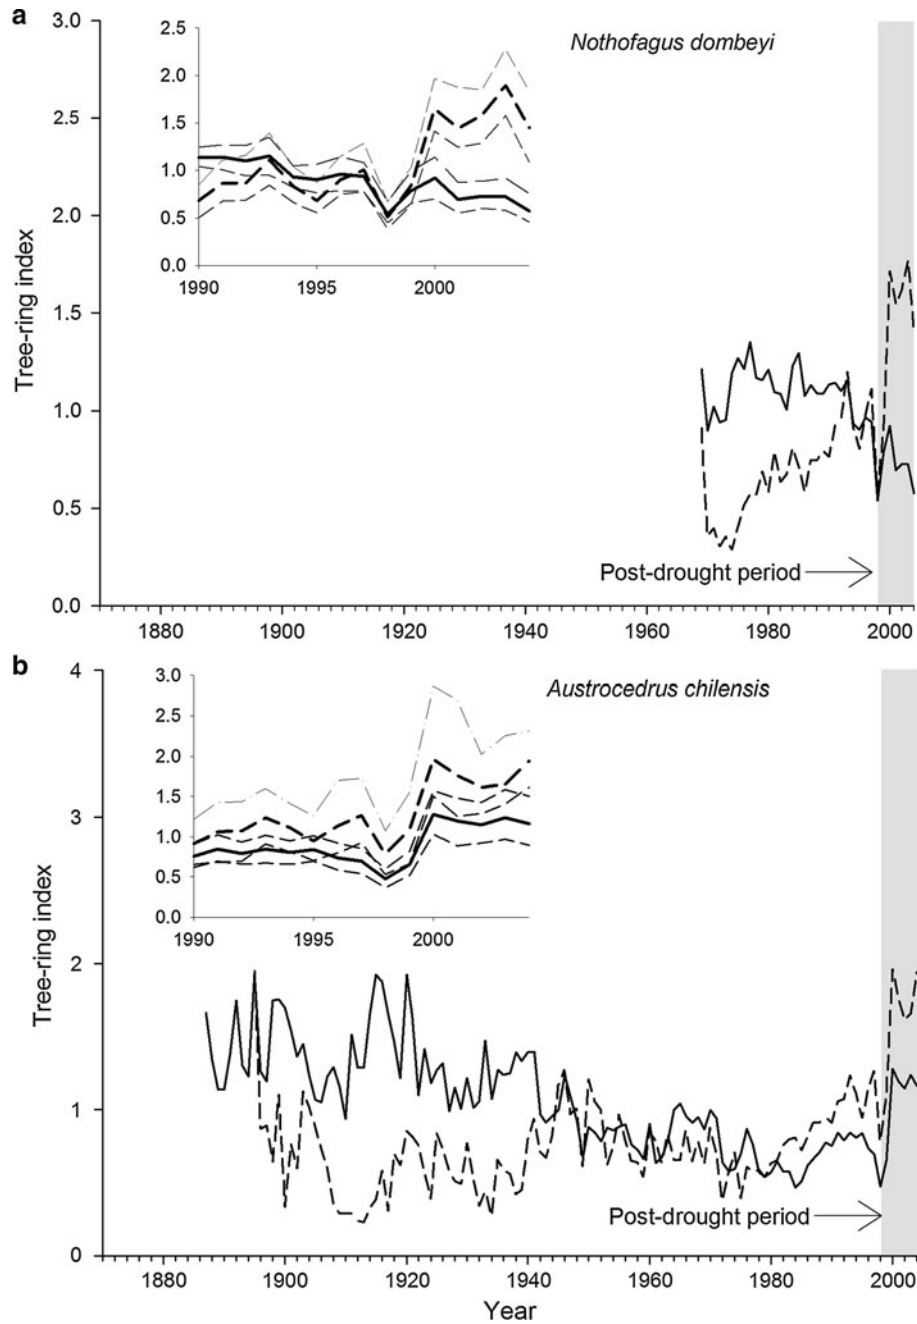 a
Nothofagus dombeyi
3.0
2.5
2.0
1.5
1.0
0.5
0.0
Tree-ring index
2.5
2.0
1.5
1.0
0.5
0.0
1990 1995 2000
Post-drought period
1880 1900 1920 1940 1960 1980 2000
b
Austrocedrus chilensis
4
3
2
1
0
Tree-ring index
3.0
2.5
2.0
1.5
1.0
0.5
0.0
1990 1995 2000
Post-drought period
1880 1900 1920 1940 1960 1980 2000
Year